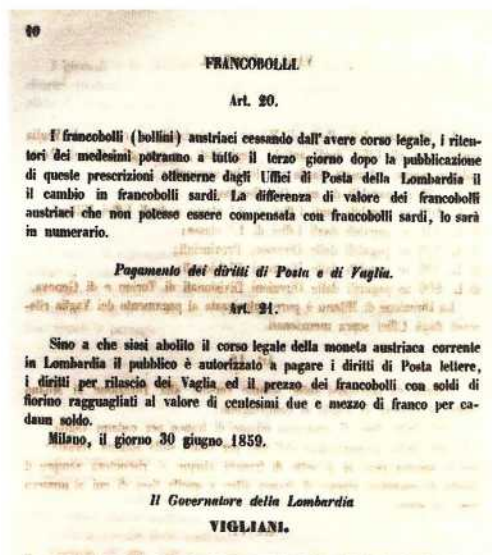 10
FRANCOBOLLI.
Art. 20.
I francobolli (bollini) austriaci cessando dall'avere corso legale, i riten-
tori dei medesimi potranno a tutto il terzo giorno dopo la pubblicazione
di queste prescrizioni ottenerne dagli Uffici di Posta della Lombardia il
il cambio in francobolli sardi. La differenza di valore dei francobolli
austriaci che non potesse essere compensata con francobolli sardi, lo sarà
in numerario.
Pagamento dei diritti di Posta e di Vaglia.
Art. 21.
Sino a che siasi abolito il corso legale della moneta austriaca corrente
in Lombardia il pubblico è autorizzato a pagare i diritti di Posta lettere,
i diritti per rilascio dei Vaglia ed il prezzo dei francobolli con soldi di
fiorino ragguagliati al valore di centesimi due e mezzo di franco per ca-
daun soldo.
Milano, il giorno 30 giugno 1859.
Il Governatore della Lombardia
VIGLIANI.